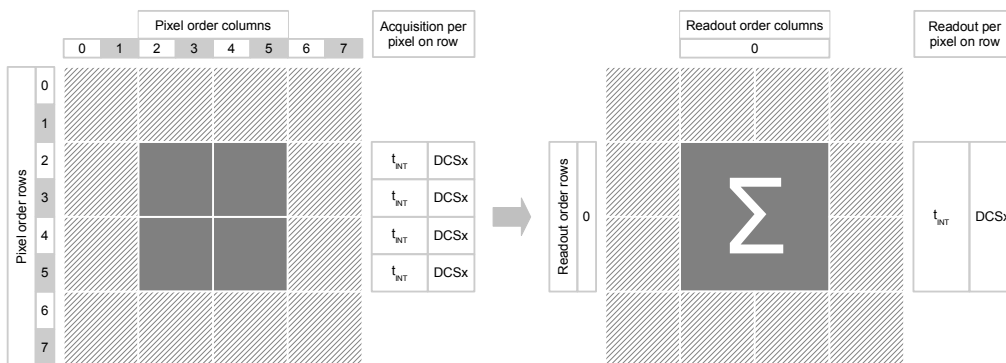 Pixel order columns
Acquisition per
pixel on row
Readout order columns
Readout per
pixel on row
0 1 2 3 4 5 6 7
0
Pixel order rows
0
1
2
3
4
5
6
7
t_INT DCSx
t_INT DCSx
t_INT DCSx
t_INT DCSx
Readout order rows
0
Σ
t_INT DCSx